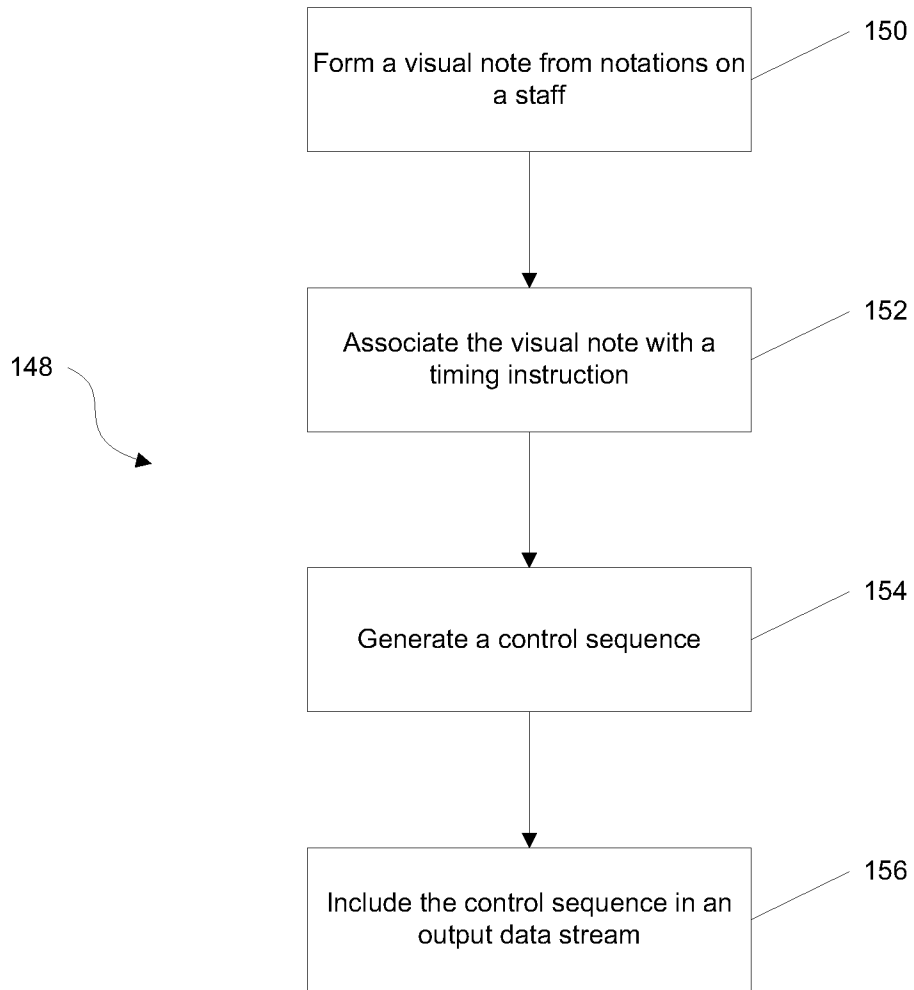 150
Form a visual note from notations on
a staff
152
Associate the visual note with a
timing instruction
148
154
Generate a control sequence
156
Include the control sequence in an
output data stream